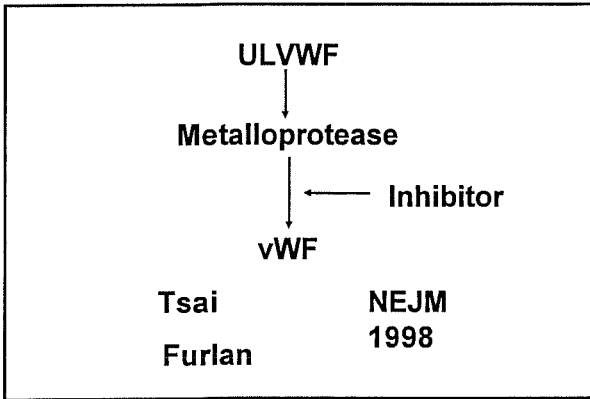 ULVWF
Metalloprotease
Inhibitor
vWF
Tsai
NEJM
1998
Furlan